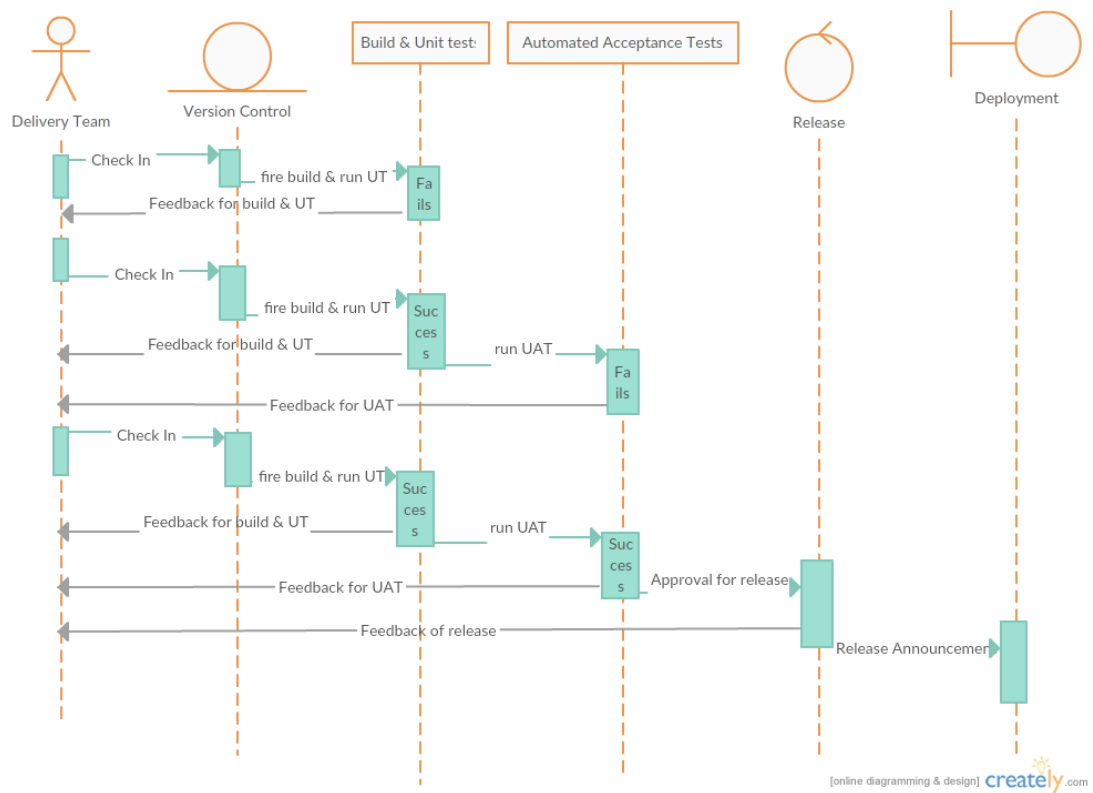 Build & Unit tests
Automated Acceptance Tests
Deployment
Version Control
Delivery Team
Release
Check In
fire build & run UT
Fa
ils
Feedback for build & UT
Check In
fire build & run UT
Suc
ces
s
Feedback for build & UT
run UAT
Fa
ils
Feedback for UAT
Check In
fire build & run UT
Suc
ces
s
Feedback for build & UT
run UAT
Suc
ces
s
Approval for release
Feedback for UAT
Feedback of release
Release Announcemen
[online diagramming & design] creately.com